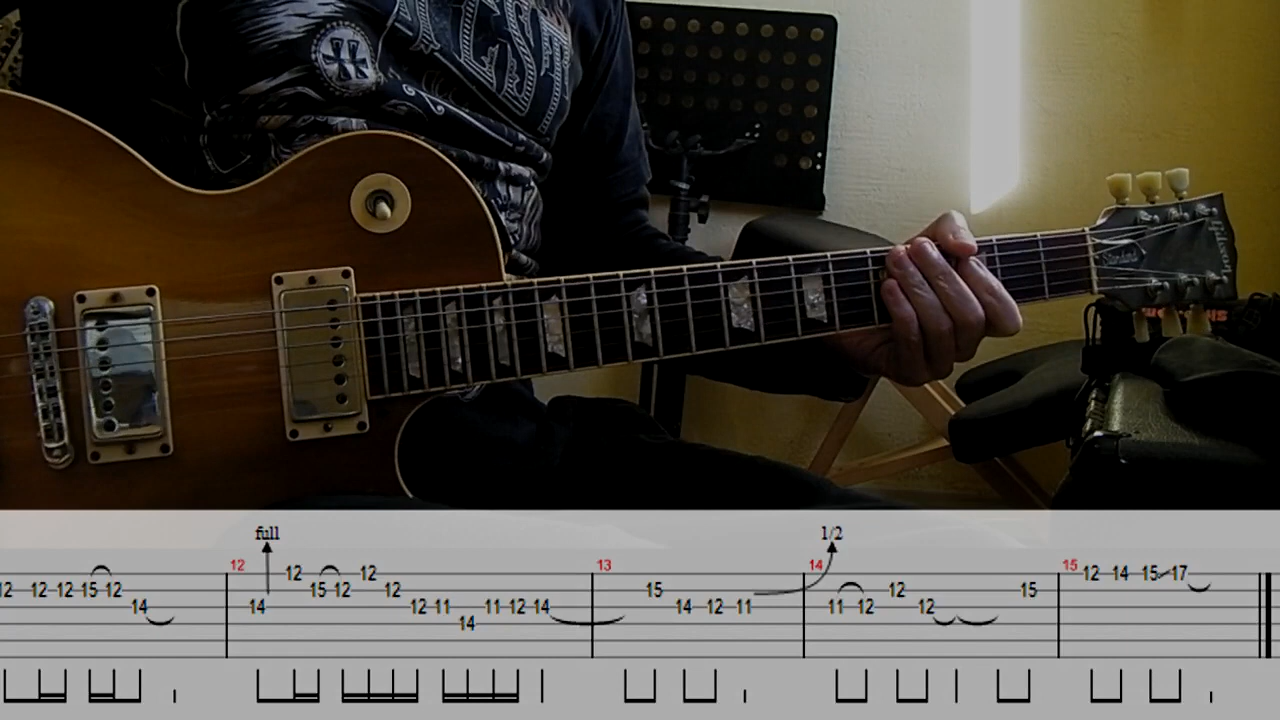 Gibson
full 1/2
12 13 14 15
12 12 12 14 15 17
12 12 12 15 12 15 12 12 15 12 15
14 14 12 11 11 12 14 14 12 11 11 12 12
14